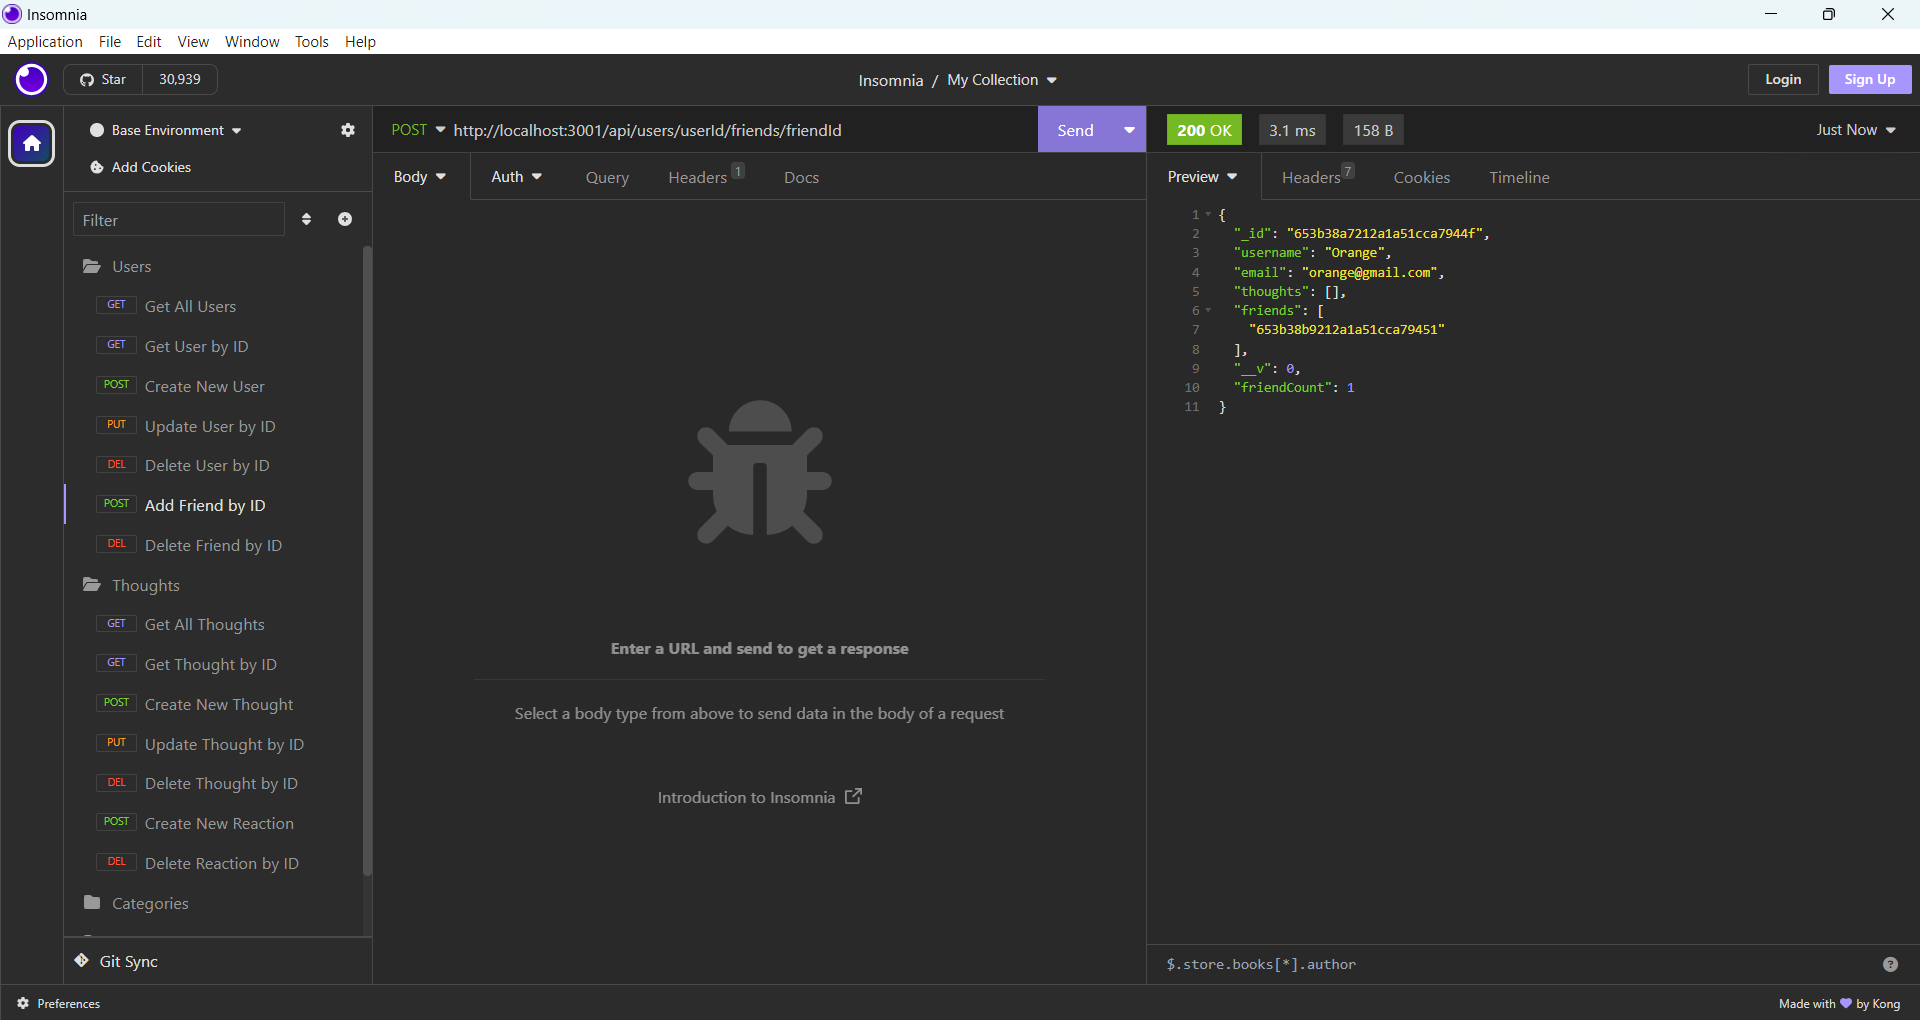 Insomnia
Application File Edit View Window Tools Help
Star 30,939
Insomnia / My Collection
Login
Sign Up
Base Environment
Add Cookies
Filter
Users
GET Get All Users
GET Get User by ID
POST Create New User
PUT Update User by ID
DEL Delete User by ID
POST Add Friend by ID
DEL Delete Friend by ID
Thoughts
GET Get All Thoughts
GET Get Thought by ID
POST Create New Thought
PUT Update Thought by ID
DEL Delete Thought by ID
POST Create New Reaction
DEL Delete Reaction by ID
Categories
Git Sync
Preferences
POST http://localhost:3001/api/users/userId/friends/friendId
Send
Body Auth Query Headers 1 Docs
Enter a URL and send to get a response
Select a body type from above to send data in the body of a request
Introduction to Insomnia
200 OK 3.1 ms 158 B Just Now
Preview Headers 7 Cookies Timeline
1 {
2 "_id": "653b38a7212a1a51cca7944f",
3 "username": "Orange",
4 "email": "orange@gmail.com",
5 "thoughts": [],
6 "friends": [
7 "653b38b9212a1a51cca79451"
8 ],
9 "__v": 0,
10 "friendCount": 1
11 }
$.store.books[*].author
?
Made with 💜 by Kong